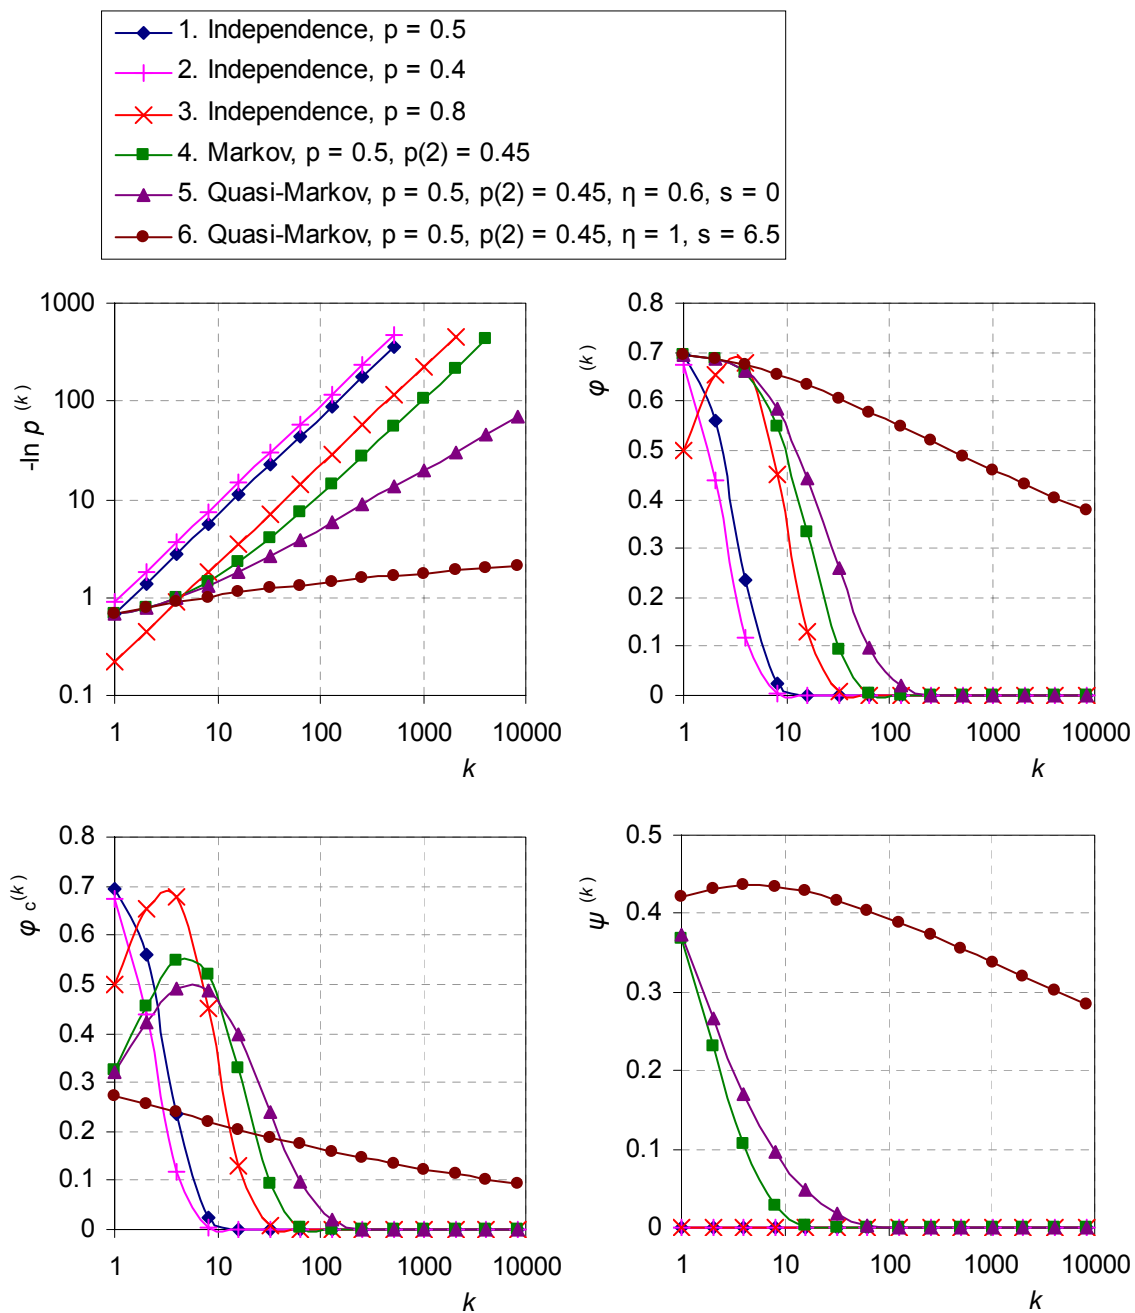 1. Independence, p = 0.5
2. Independence, p = 0.4
3. Independence, p = 0.8
4. Markov, p = 0.5, p(2) = 0.45
5. Quasi-Markov, p = 0.5, p(2) = 0.45, η = 0.6, s = 0
6. Quasi-Markov, p = 0.5, p(2) = 0.45, η = 1, s = 6.5
-ln p (k)
1000
100
10
1
0.1
1 10 100 1000 10000
k
φ (k)
0.8
0.7
0.6
0.5
0.4
0.3
0.2
0.1
0
1 10 100 1000 10000
k
φ c (k)
0.8
0.7
0.6
0.5
0.4
0.3
0.2
0.1
0
1 10 100 1000 10000
k
ψ (k)
0.5
0.4
0.3
0.2
0.1
0
1 10 100 1000 10000
k